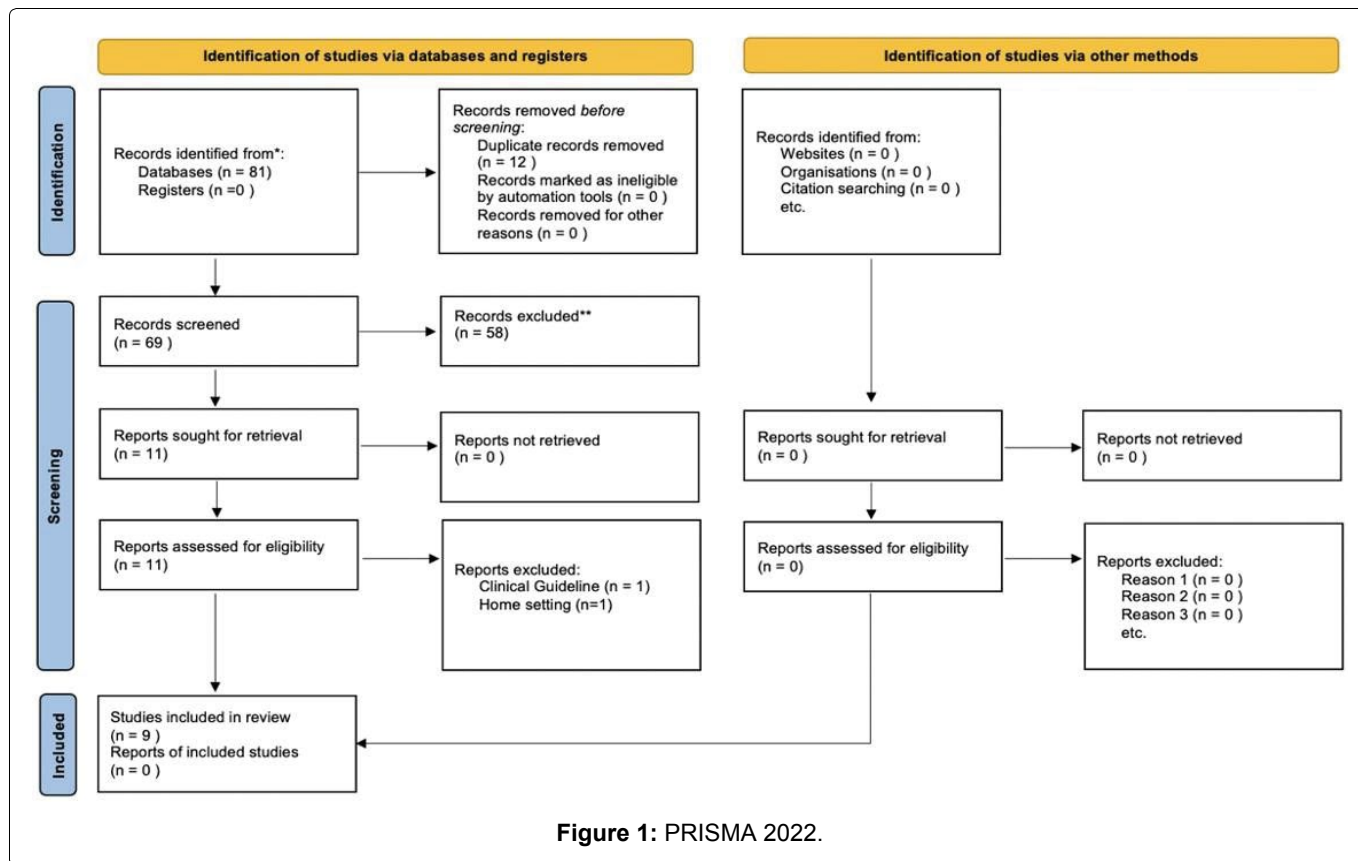 Identification of studies via databases and registers
Identification of studies via other methods
Identification
Records identified from*:
Databases (n = 81)
Registers (n =0 )
Records removed before
screening:
Duplicate records removed
(n = 12 )
Records marked as ineligible
by automation tools (n = 0 )
Records removed for other
reasons (n = 0 )
Records identified from:
Websites (n = 0 )
Organisations (n = 0 )
Citation searching (n = 0 )
etc.
Screening
Records screened
(n = 69 )
Records excluded**
(n = 58)
Reports sought for retrieval
(n = 11)
Reports not retrieved
(n = 0 )
Reports sought for retrieval
(n = 0 )
Reports not retrieved
(n = 0 )
Reports assessed for eligibility
(n = 11)
Reports excluded:
Clinical Guideline (n = 1)
Home setting (n=1)
Reports assessed for eligibility
(n = 0)
Reports excluded:
Reason 1 (n = 0 )
Reason 2 (n = 0 )
Reason 3 (n = 0 )
etc.
Included
Studies included in review
(n = 9 )
Reports of included studies
(n = 0 )
Figure 1: PRISMA 2022.